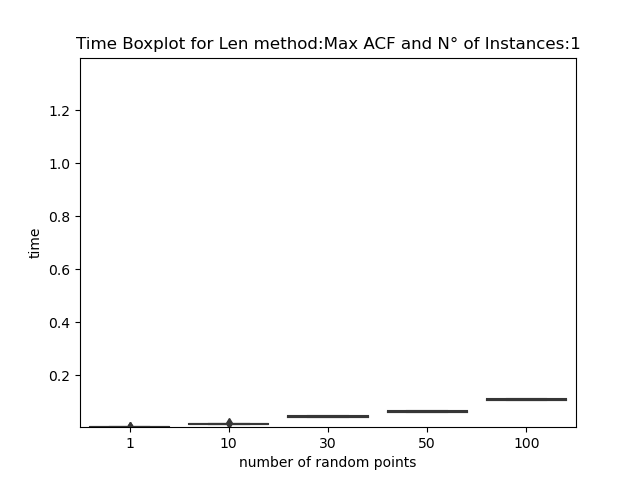 Time Boxplot for Len method:Max ACF and N° of Instances:1
1.2
1.0
0.8
0.6
0.4
0.2
time
1 10 30 50 100
number of random points